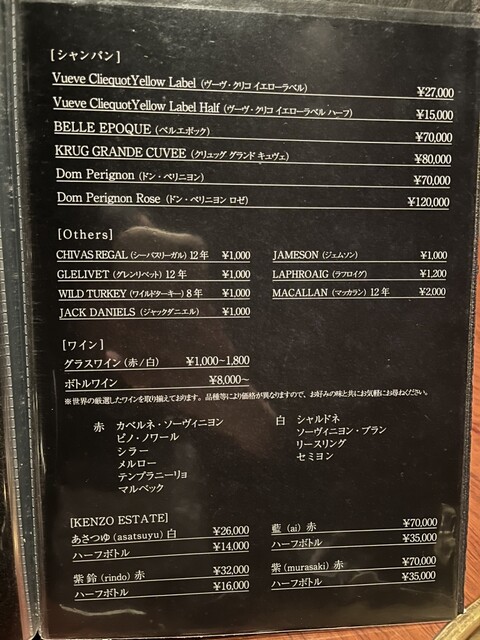 [シャンパン]
Vueve CliequotYellow Label (ヴーヴ・クリコ イエローラベル) ¥27,000
Vueve CliequotYellow Label Half (ヴーヴ・クリコ イエローラベル ハーフ) ¥15,000
BELLE EPOQUE (ベルエポック) ¥70,000
KRUG GRANDE CUVEE (クリュッグ グランド キュヴェ) ¥80,000
Dom Perignon (ドン・ペリニヨン) ¥70,000
Dom Perignon Rose (ドン・ペリニヨン ロゼ) ¥120,000
[Others]
CHIVAS REGAL (シーバスリーガル) 12年 ¥1,000
GLELIVET (グレンリベット) 12年 ¥1,000
WILD TURKEY (ワイルドターキー) 8年 ¥1,000
JACK DANIELS (ジャックダニエル) ¥1,000
JAMESON (ジェムソン) ¥1,000
LAPHROAIG (ラフロイグ) ¥1,200
MACALLAN (マッカラン) 12年 ¥2,000
[ワイン]
グラスワイン (赤/白) ¥1,000~1,800
ボトルワイン ¥8,000~
※世界の厳選したワインを取り揃えております。品種等により価格が異なりますので、お好みの味と共にお気軽にお尋ねください。
赤 カベルネ・ソーヴィニヨン
ピノ・ノワール
シラー
メルロー
テンプラニーリョ
マルベック
白 シャルドネ
ソーヴィニヨン・ブラン
リースリング
セミヨン
[KENZO ESTATE]
あさつゆ (asatsuyu) 白 ¥26,000
ハーフボトル ¥14,000
紫鈴 (rindo) 赤 ¥32,000
ハーフボトル ¥16,000
藍 (ai) 赤 ¥70,000
ハーフボトル ¥35,000
紫 (murasaki) 赤 ¥70,000
ハーフボトル ¥35,000